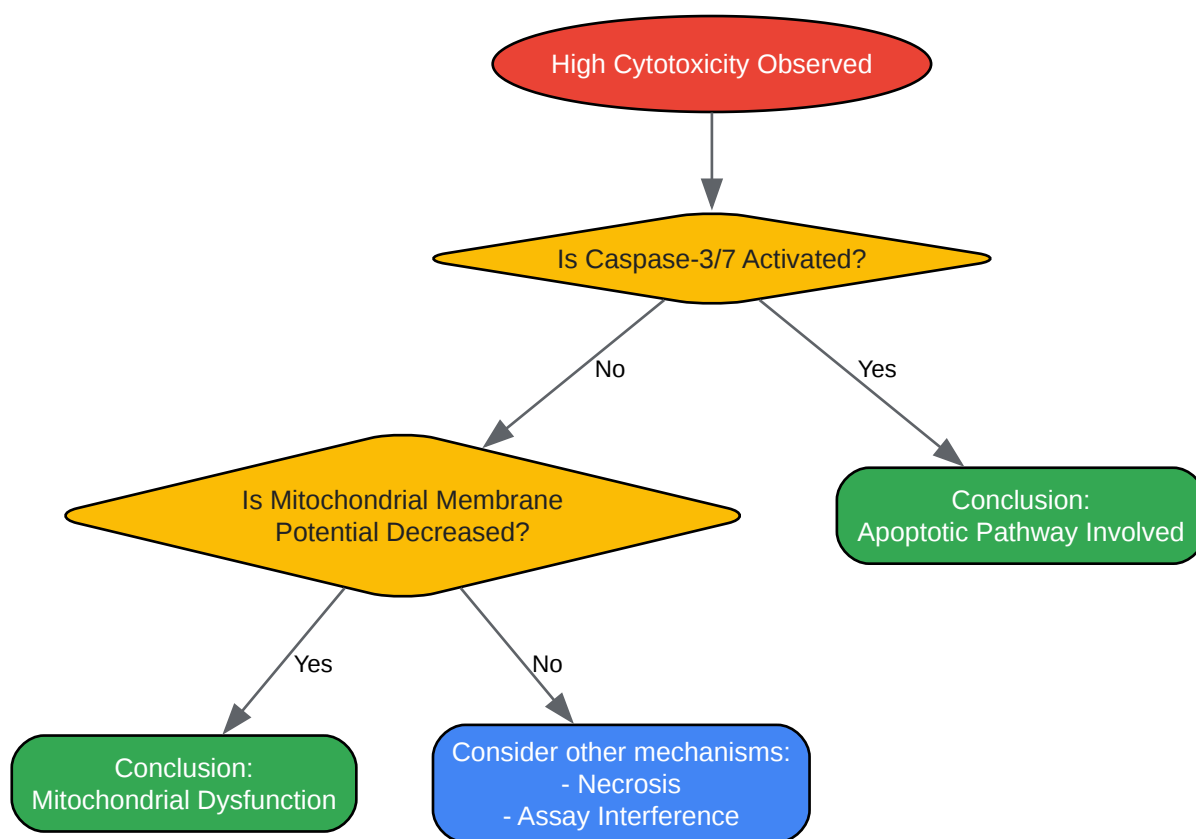 High Cytotoxicity Observed
Is Caspase-3/7 Activated?
No
Yes
Is Mitochondrial Membrane
Potential Decreased?
Conclusion:
Apoptotic Pathway Involved
Yes
No
Conclusion:
Mitochondrial Dysfunction
Consider other mechanisms:
- Necrosis
- Assay Interference